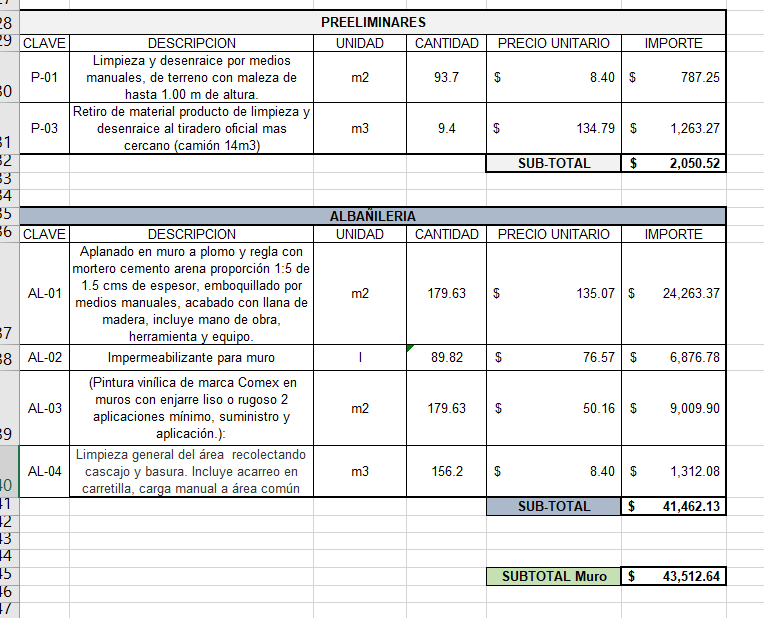 28 PREELIMINARES
29 CLAVE DESCRIPCION UNIDAD CANTIDAD PRECIO UNITARIO IMPORTE
Limpieza y desenraice por medios
P-01 manuales, de terreno con maleza de m2 93.7 $ 8.40 $ 787.25
hasta 1.00 m de altura.
Retiro de material producto de limpieza y
P-03 desenraice al tiradero oficial mas m3 9.4 $ 134.79 $ 1,263.27
cercano (camión 14m3)
SUB-TOTAL $ 2,050.52
ALBAÑILERIA
CLAVE DESCRIPCION UNIDAD CANTIDAD PRECIO UNITARIO IMPORTE
Aplanado en muro a plomo y regla con
mortero cemento arena proporción 1:5 de
AL-01 1.5 cms de espesor, emboquillado por m2 179.63 $ 135.07 $ 24,263.37
medios manuales, acabado con llana de
madera, incluye mano de obra,
herramienta y equipo.
AL-02 Impermeabilizante para muro l 89.82 $ 76.57 $ 6,876.78
(Pintura vinílica de marca Comex en
muros con enjarre liso o rugoso 2
AL-03 aplicaciones mínimo, suministro y m2 179.63 $ 50.16 $ 9,009.90
aplicación.):
Limpieza general del área recolectando
AL-04 cascajo y basura. Incluye acarreo en m3 156.2 $ 8.40 $ 1,312.08
carretilla, carga manual a área común
SUB-TOTAL $ 41,462.13
SUBTOTAL Muro $ 43,512.64